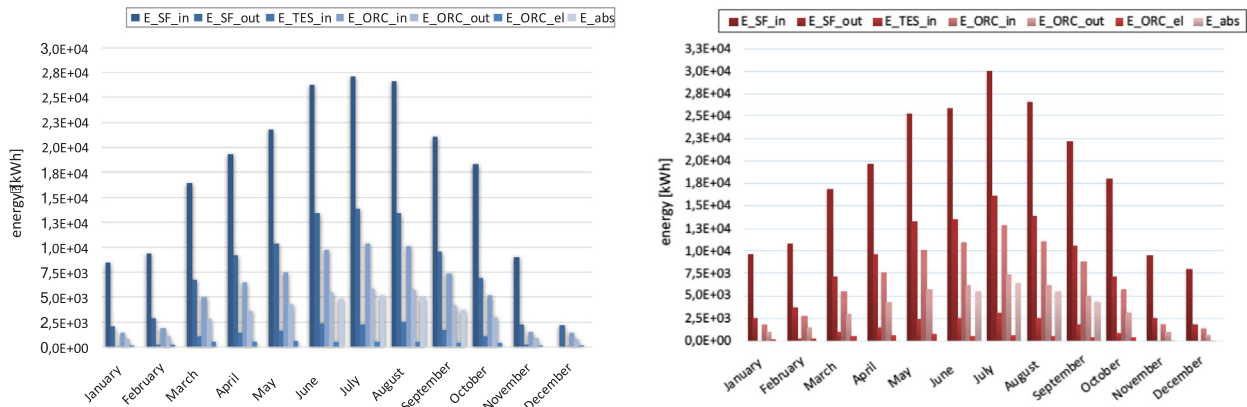 E_SF_in E_SF_out E_TES_in E_ORC_in E_ORC_out E_ORC_el E_abs
3,0E+04
2,8E+04
2,5E+04
2,3E+04
2,0E+04
1,8E+04
1,5E+04
1,3E+04
1,0E+04
7,5E+03
5,0E+03
2,5E+03
0,0E+00
energy [kWh]
January
February
March
April
May
June
July
August
September
October
November
December
E_SF_in E_SF_out E_TES_in E_ORC_in E_ORC_out E_ORC_el E_abs
3,3E+04
3,0E+04
2,8E+04
2,5E+04
2,3E+04
2,0E+04
1,8E+04
1,5E+04
1,3E+04
1,0E+04
7,5E+03
5,0E+03
2,5E+03
0,0E+00
energy [kWh]
January
February
March
April
May
June
July
August
September
October
November
December